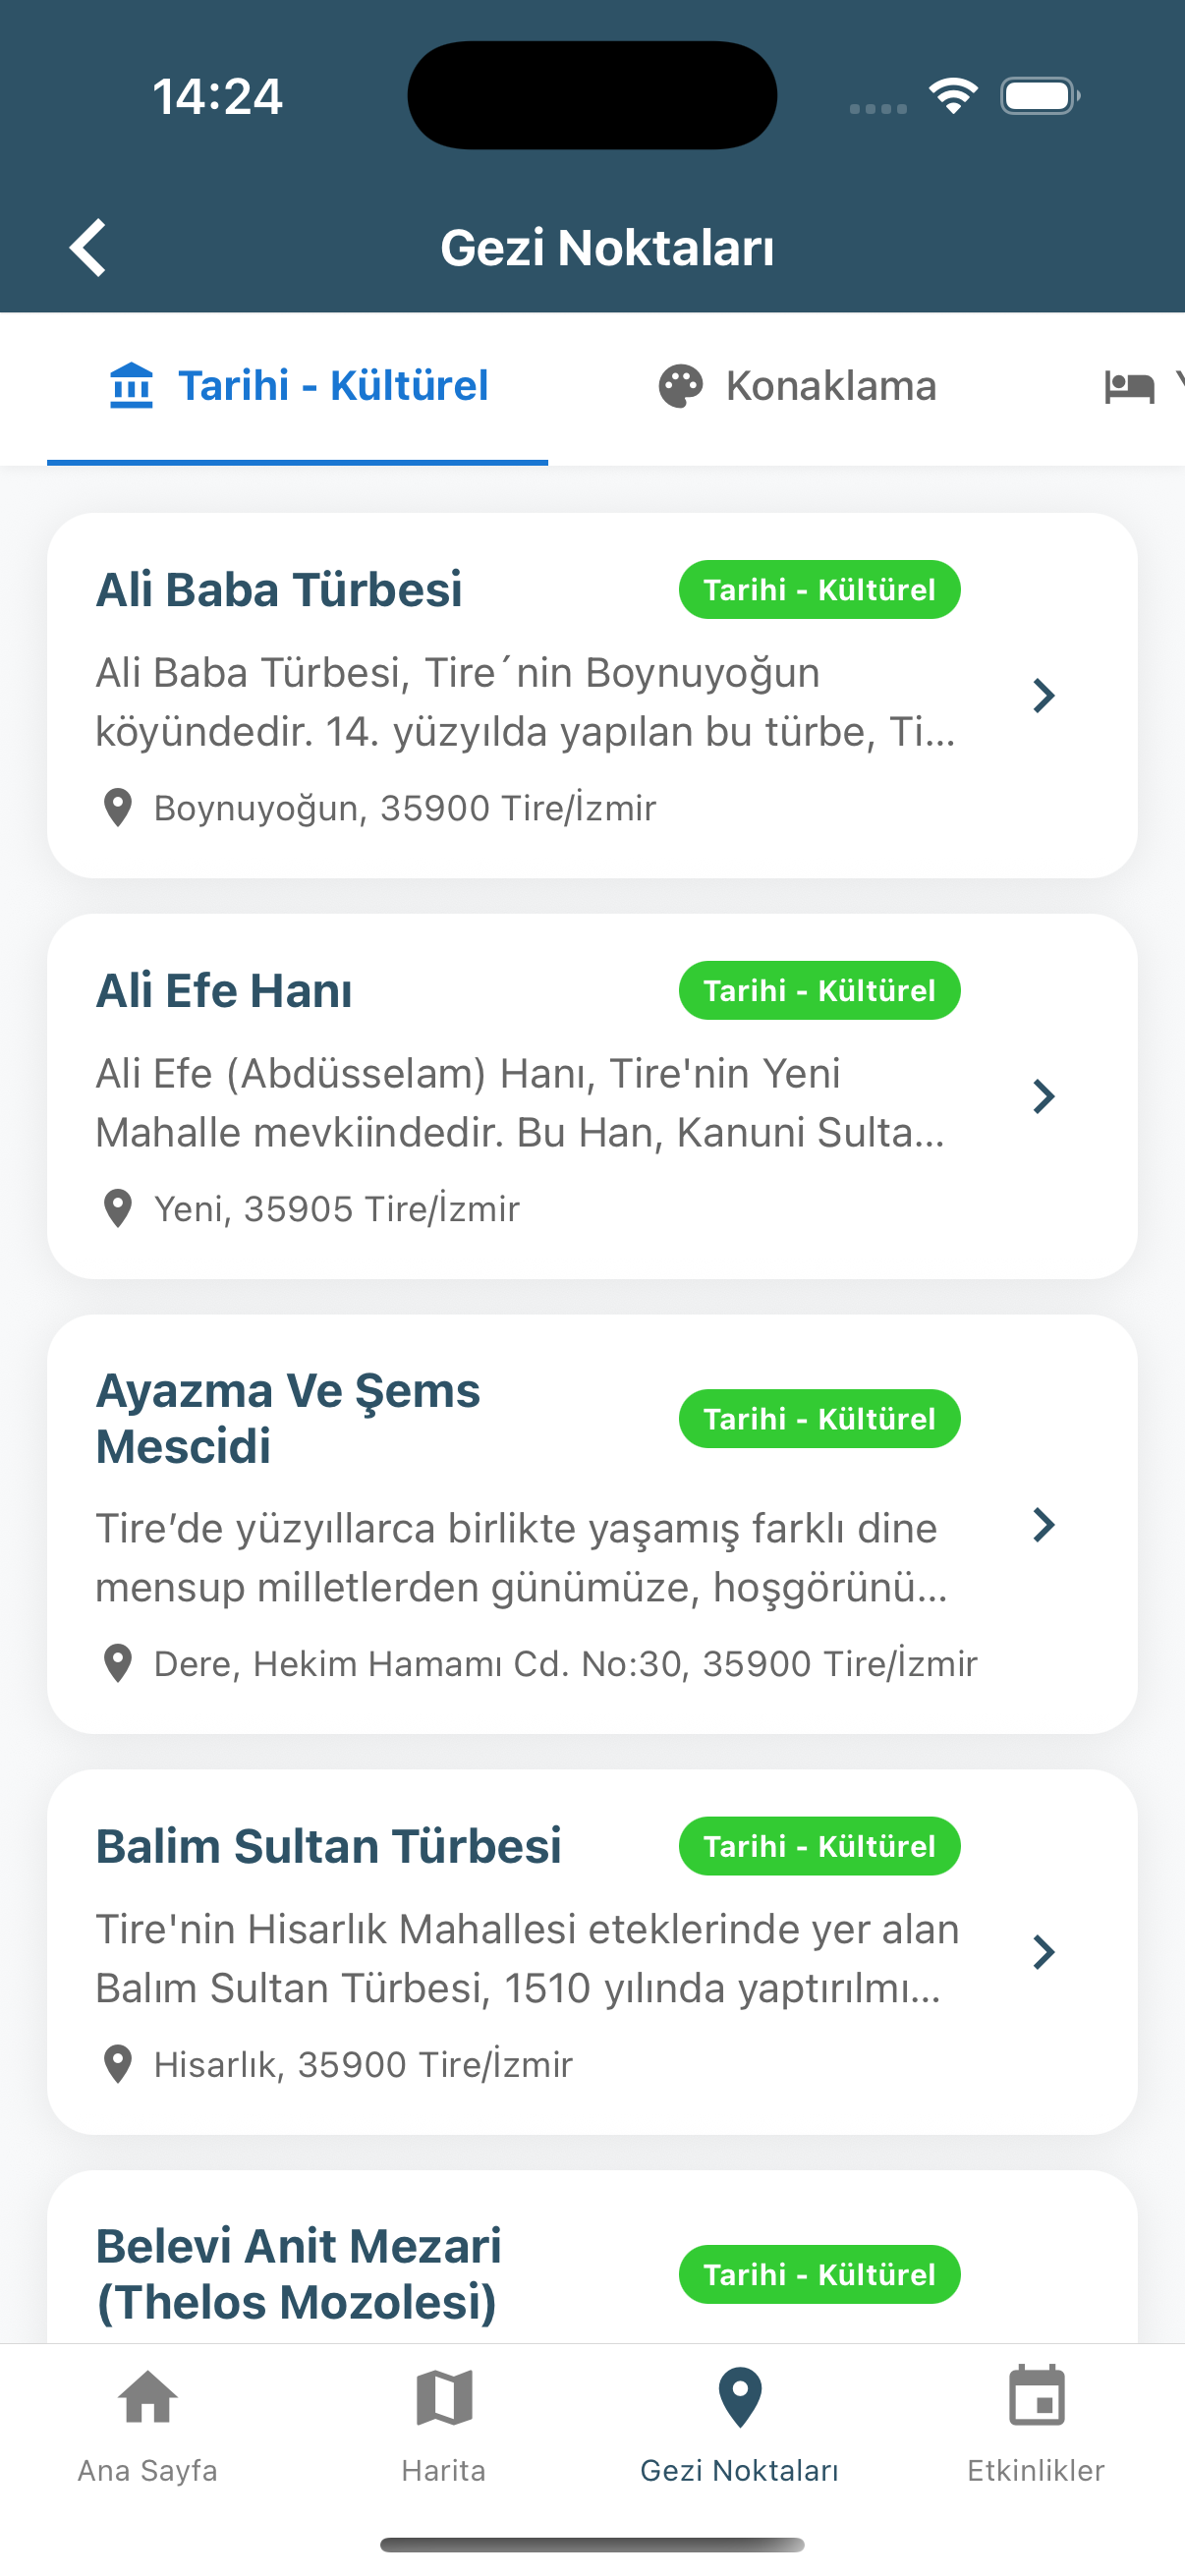 14:24
Gezi Noktaları
Tarihi - Kültürel
Konaklama
Ali Baba Türbesi
Tarihi - Kültürel
Ali Baba Türbesi, Tire´nin Boynuyoğun
köyündedir. 14. yüzyılda yapılan bu türbe, Ti...
Boynuyoğun, 35900 Tire/İzmir
Ali Efe Hanı
Tarihi - Kültürel
Ali Efe (Abdüsselam) Hanı, Tire'nin Yeni
Mahalle mevkiindedir. Bu Han, Kanuni Sulta...
Yeni, 35905 Tire/İzmir
Ayazma Ve Şems
Mescidi
Tarihi - Kültürel
Tire’de yüzyıllarca birlikte yaşamış farklı dine
mensup milletlerden günümüze, hoşgörünü...
Dere, Hekim Hamamı Cd. No:30, 35900 Tire/İzmir
Balim Sultan Türbesi
Tarihi - Kültürel
Tire'nin Hisarlık Mahallesi eteklerinde yer alan
Balım Sultan Türbesi, 1510 yılında yaptırılmı...
Hisarlık, 35900 Tire/İzmir
Belevi Anit Mezari
(Thelos Mozolesi)
Tarihi - Kültürel
Ana Sayfa
Harita
Gezi Noktaları
Etkinlikler